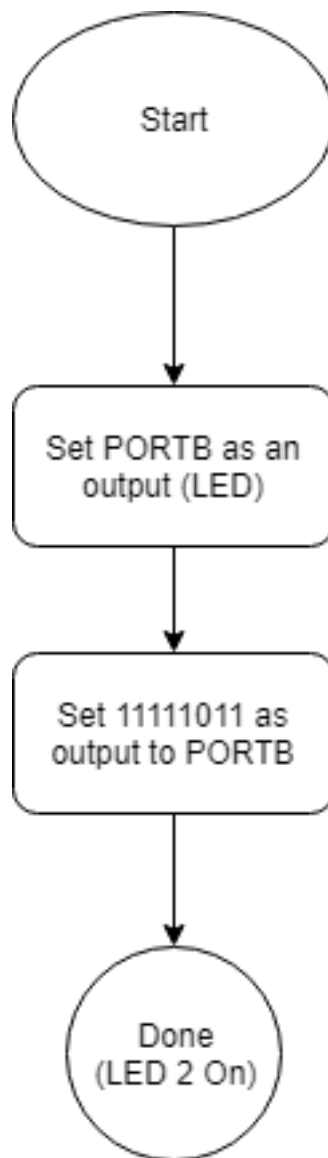 Start
Set PORTB as an
output (LED)
Set 11111011 as
output to PORTB
Done
(LED 2 On)